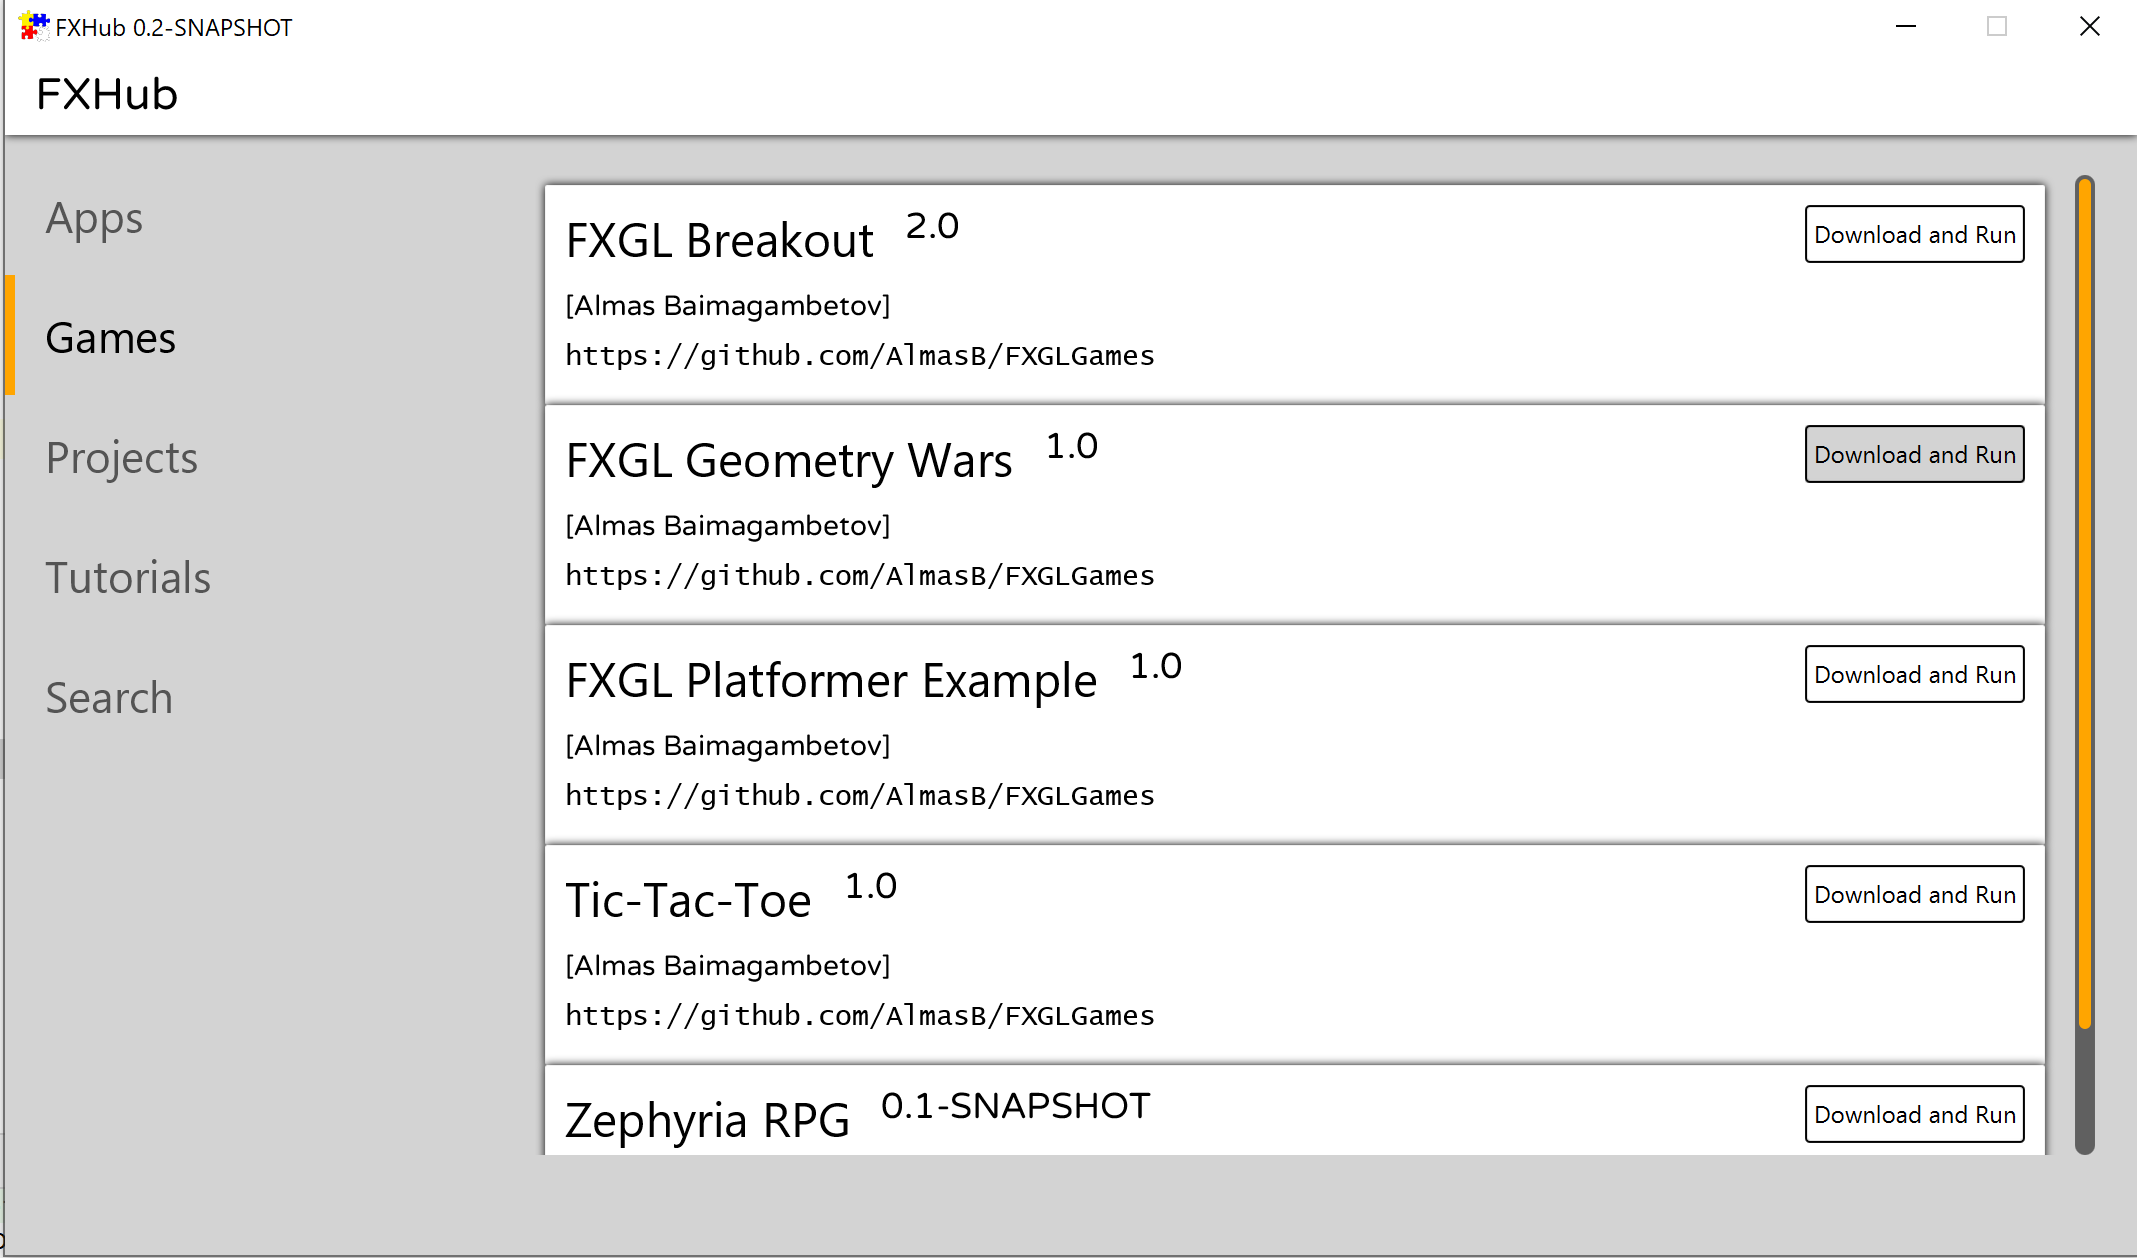 FXHub 0.2-SNAPSHOT
FXHub
Apps
Games
Projects
Tutorials
Search
FXGL Breakout 2.0
Download and Run
[Almas Baimagambetov]
https://github.com/AlmasB/FXGLGames
FXGL Geometry Wars 1.0
Download and Run
[Almas Baimagambetov]
https://github.com/AlmasB/FXGLGames
FXGL Platformer Example 1.0
Download and Run
[Almas Baimagambetov]
https://github.com/AlmasB/FXGLGames
Tic-Tac-Toe 1.0
Download and Run
[Almas Baimagambetov]
https://github.com/AlmasB/FXGLGames
Zephyria RPG 0.1-SNAPSHOT
Download and Run